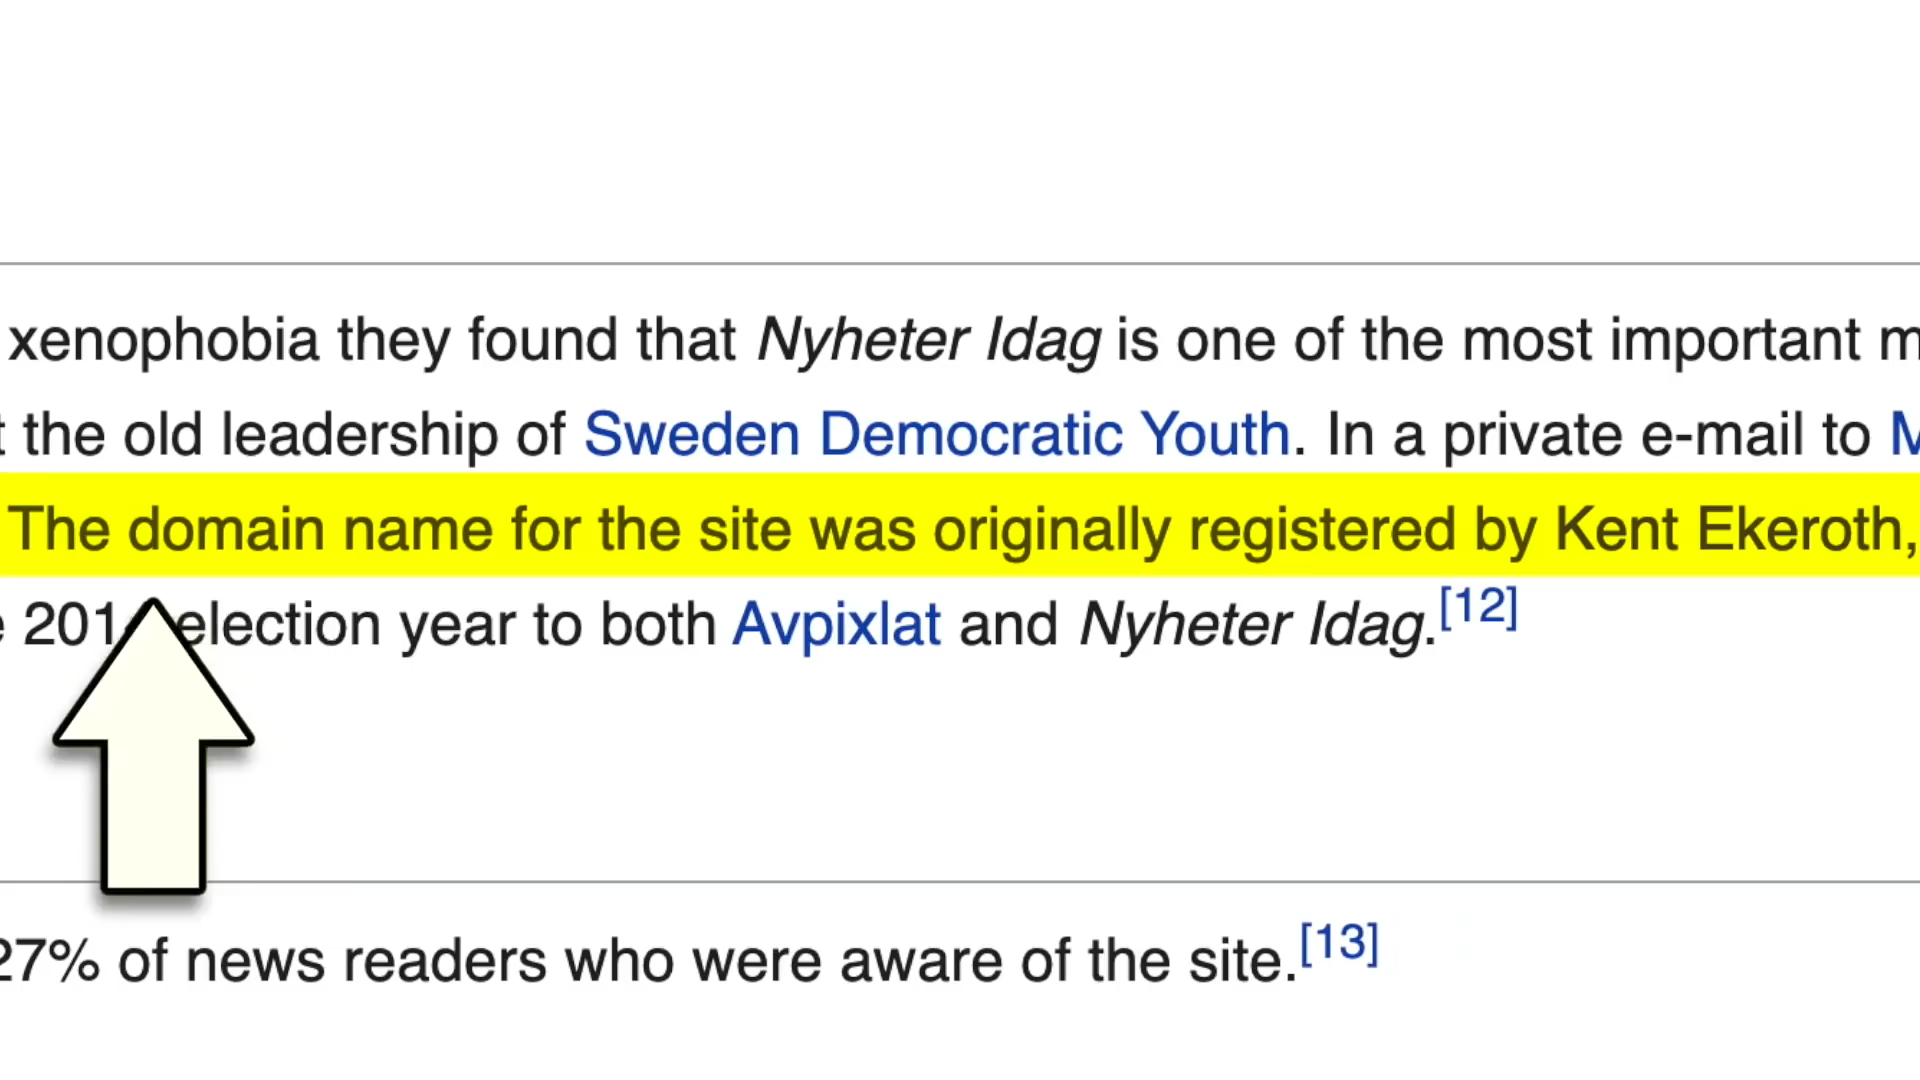 xenophobia they found that Nyheter Idag is one of the most important
the old leadership of Sweden Democratic Youth. In a private e-mail to
The domain name for the site was originally registered by Kent Ekeroth,
election year to both Avpixlat and Nyheter Idag.[12]
27% of news readers who were aware of the site.[13]